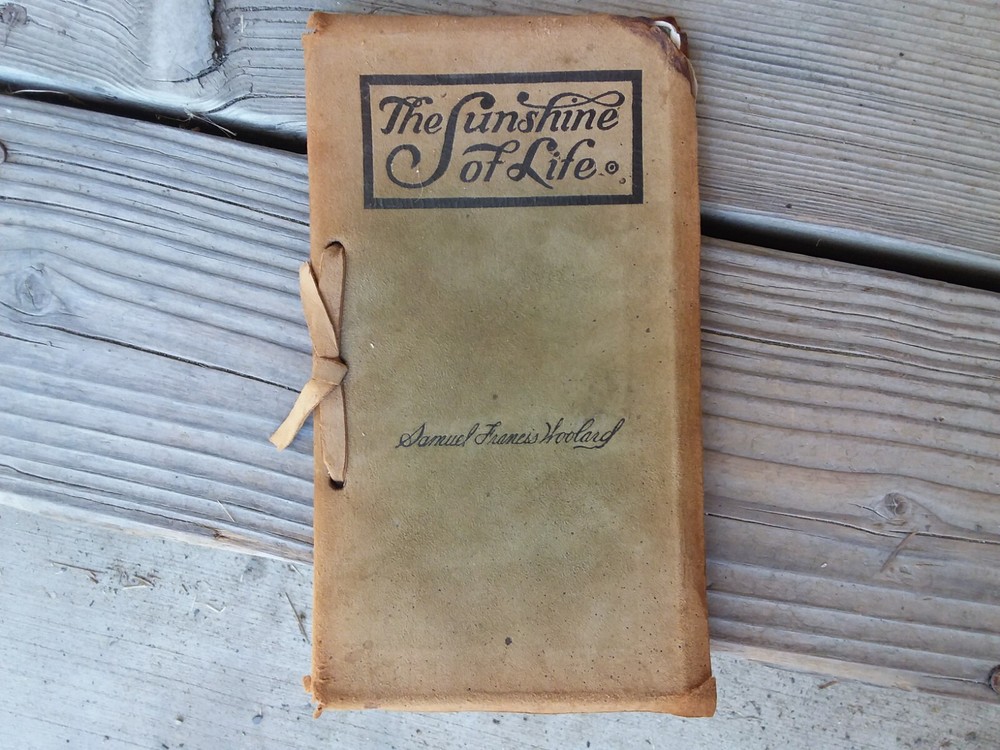 The Sunshine
of Life
Samuel Francis Woolard